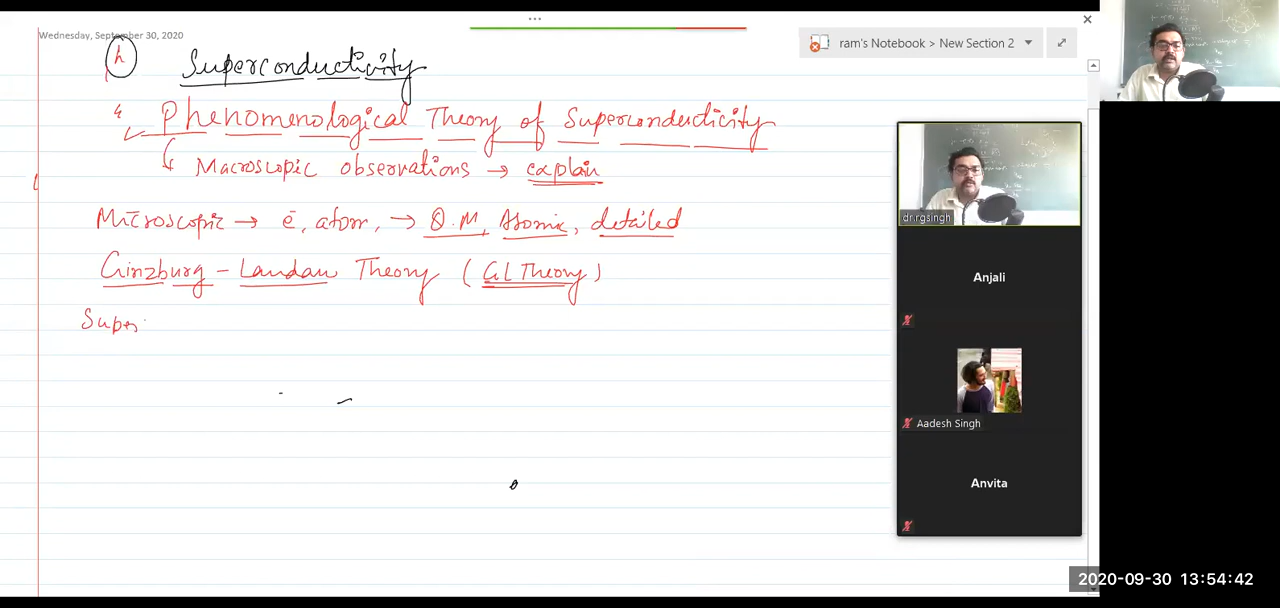 Wednesday, September 30, 2020
ram's Notebook > New Section 2
h
Superconductivity
Phenomenological Theory of Superconductivity
Macroscopic observations → explain
Microscopic → e, atom, → Q.M, Atomic, detailed
Ginzburg - Landau Theory (GL Theory)
Super
dr.rgsingh
Anjali
Aadesh Singh
Anvita
2020-09-30 13:54:42